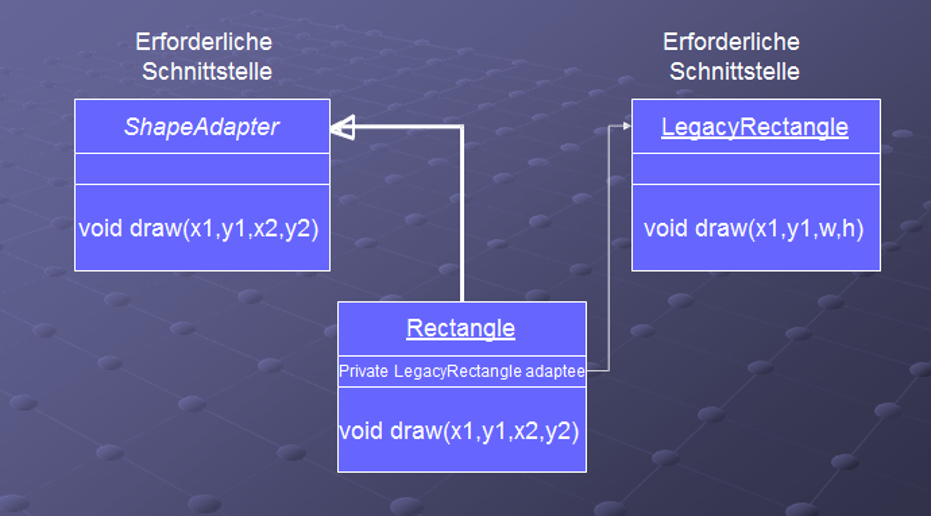 Erforderliche
Schnittstelle
ShapeAdapter
void draw(x1,y1,x2,y2)
Erforderliche
Schnittstelle
LegacyRectangle
void draw(x1,y1,w,h)
Rectangle
Private LegacyRectangle adaptee
void draw(x1,y1,x2,y2)